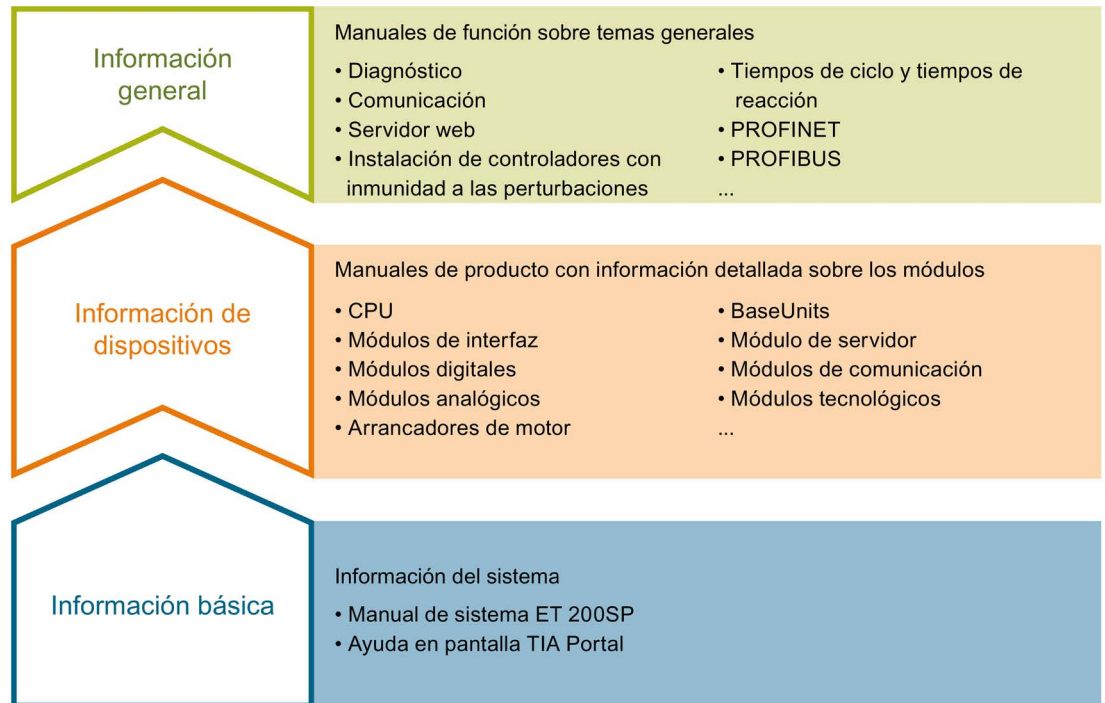 Información
general
Manuales de función sobre temas generales
• Diagnóstico
• Comunicación
• Servidor web
• Instalación de controladores con
inmunidad a las perturbaciones
• Tiempos de ciclo y tiempos de
reacción
• PROFINET
• PROFIBUS
...
Información de
dispositivos
Manuales de producto con información detallada sobre los módulos
• CPU
• Módulos de interfaz
• Módulos digitales
• Módulos analógicos
• Arrancadores de motor
• BaseUnits
• Módulo de servidor
• Módulos de comunicación
• Módulos tecnológicos
...
Información básica
Información del sistema
• Manual de sistema ET 200SP
• Ayuda en pantalla TIA Portal